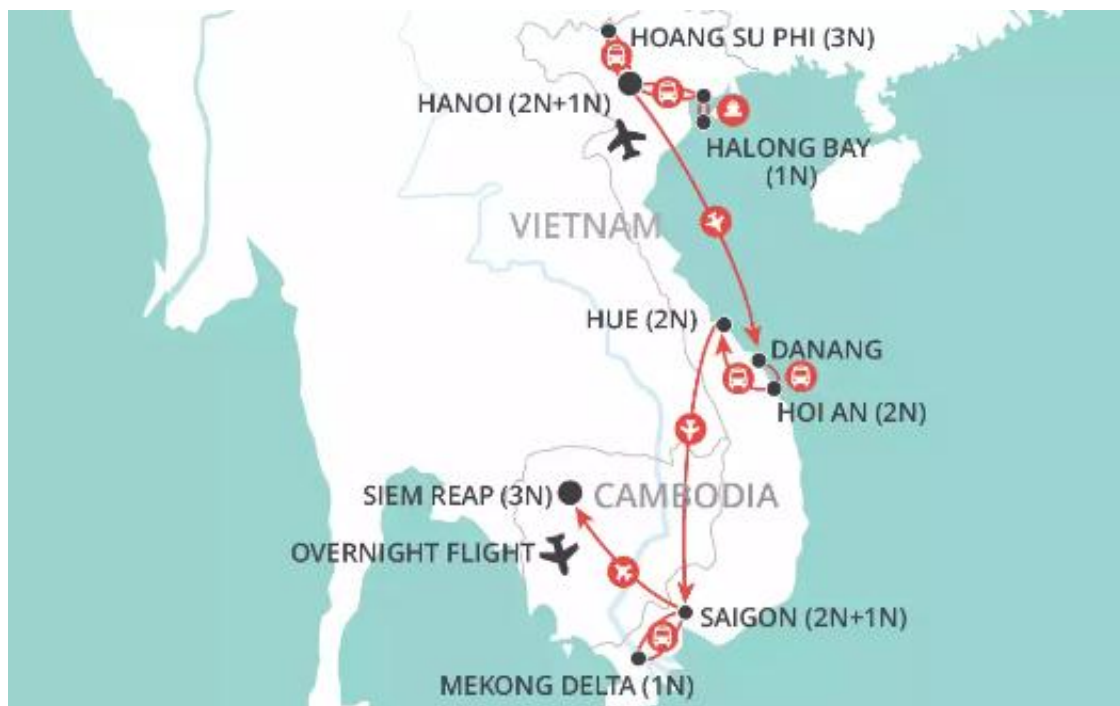 HOANG SU PHI (3N)
HANOI (2N+1N)
HALONG BAY
(1N)
VIETNAM
HUE (2N)
DANANG
HOI AN (2N)
SIEM REAP (3N)
CAMBODIA
OVERNIGHT FLIGHT
SAIGON (2N+1N)
MEKONG DELTA (1N)